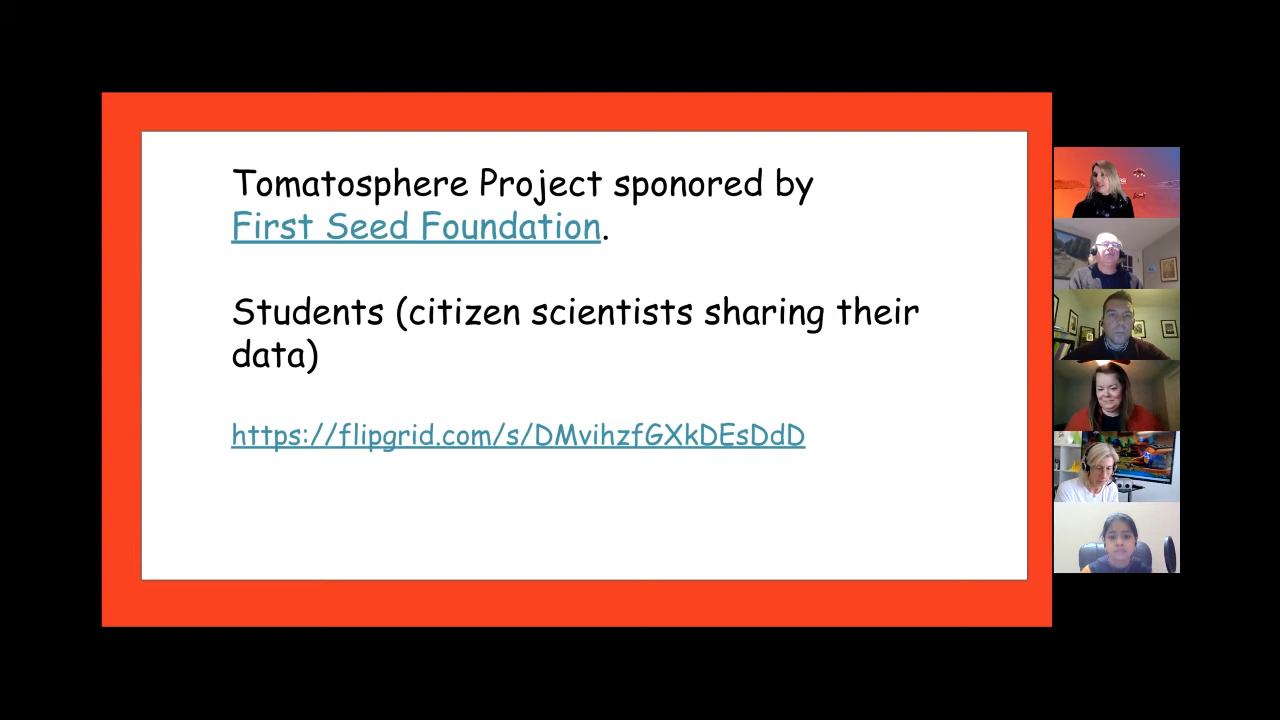 Tomatosphere Project sponored by
First Seed Foundation.
Students (citizen scientists sharing their
data)
https://flipgrid.com/s/DMvihzfGXkDEsDdD